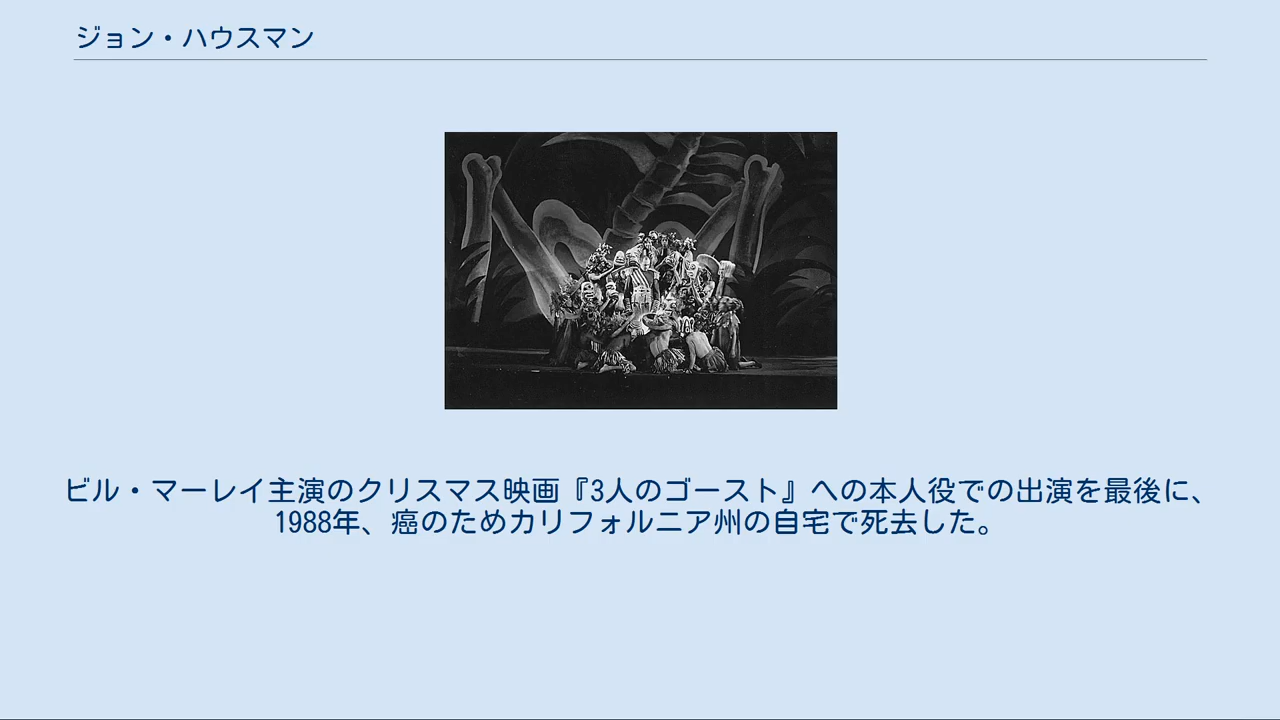 ジョン・ハウスマン
ビル・マーレイ主演のクリスマス映画『3人のゴースト』への本人役での出演を最後に、
1988年、癌のためカリフォルニア州の自宅で死去した。